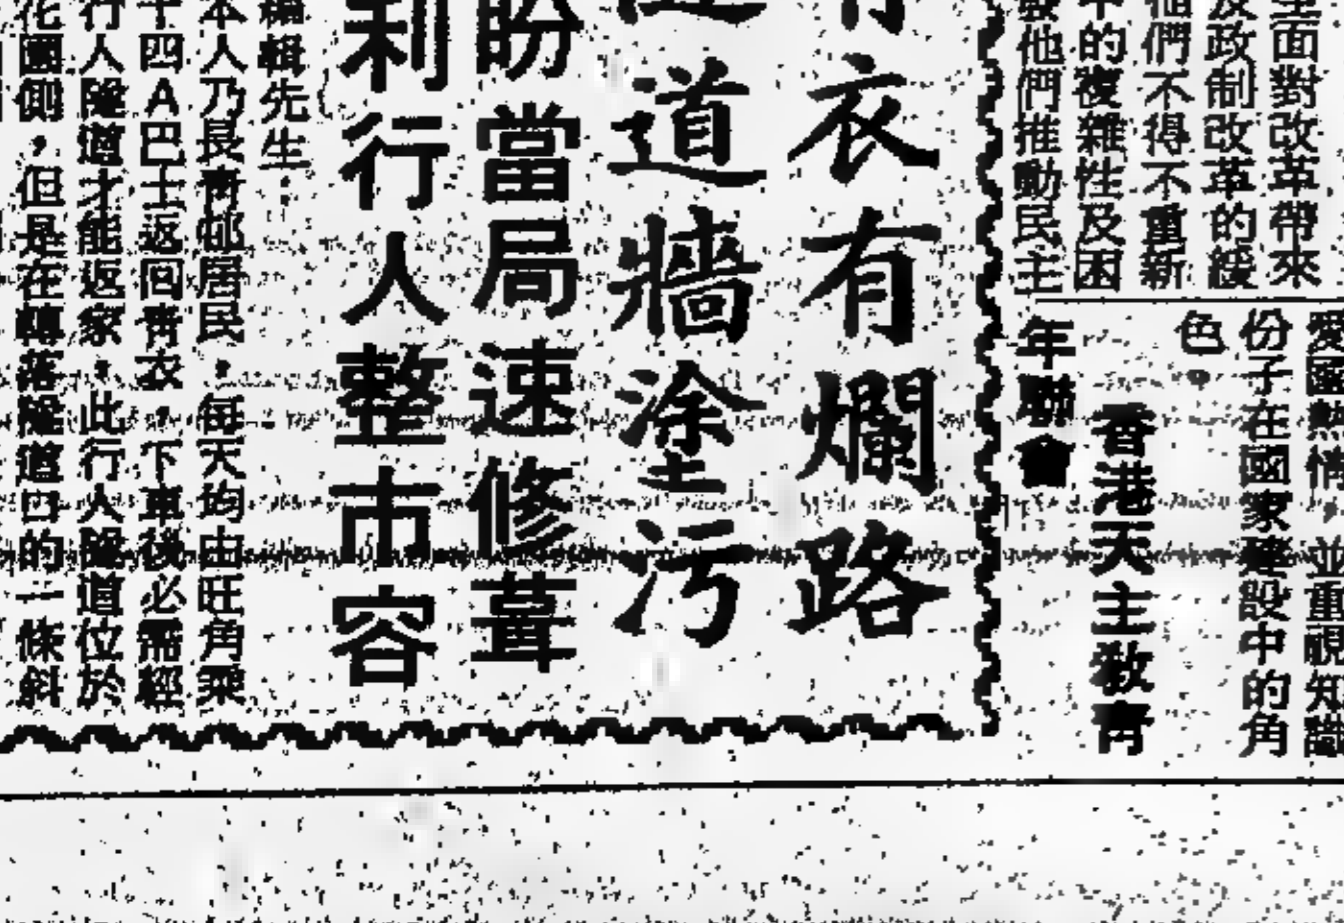 面對改革帶來
政制改革的緩
他們不得不重新
的複雜性及困
他們推動民主
愛國熱情，並重視知識
份子在國家建設中的角
色。
香港天主教青
年聯會
衣有爛路
道牆塗污
盼當局速修葺
利行人整市容
編輯先生：
本人乃長青邨居民，每天均由旺角乘
十四A巴士返回青衣，下車後必需經
行人隧道才能返家。此行人隧道位於
花園側，但是在轉落隧道口的一條斜